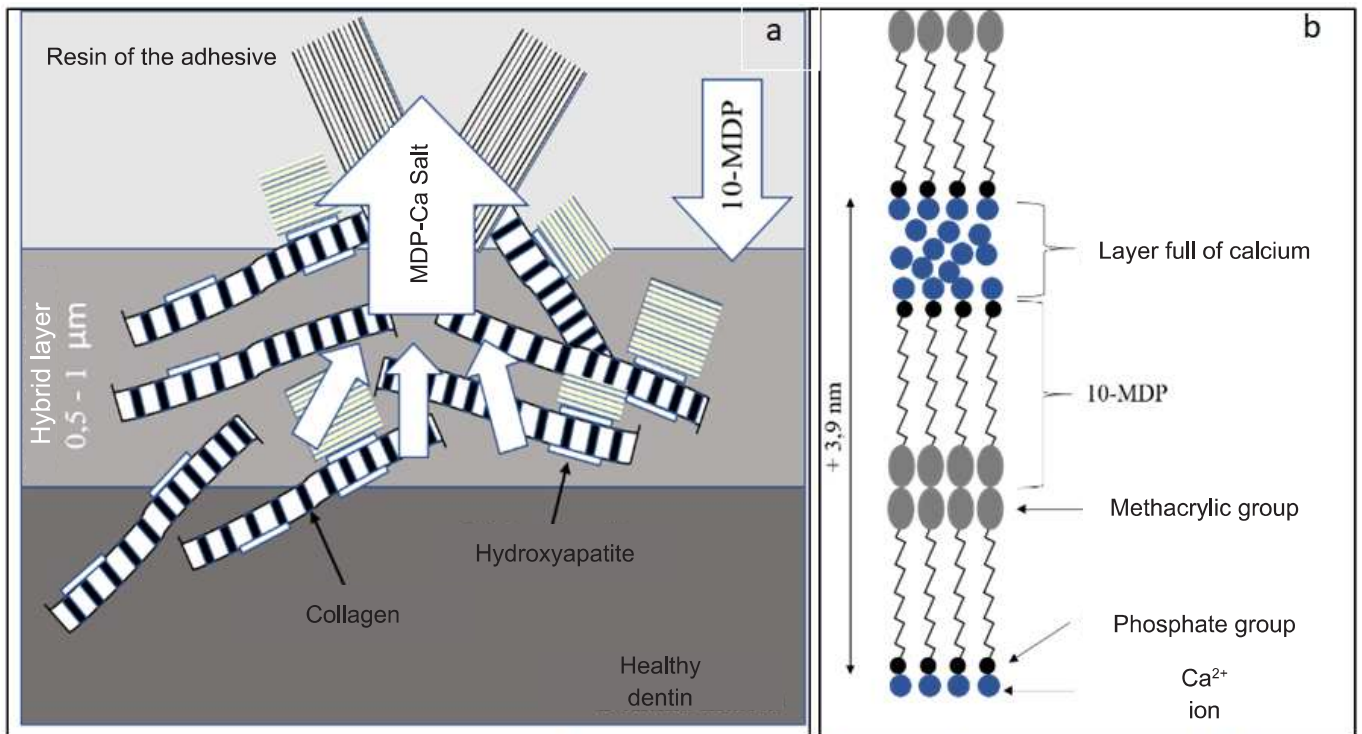 a
Resin of the adhesive
MDP-Ca Salt
10-MDP
Hybrid layer
0,5 - 1 µm
Hydroxyapatite
Collagen
Healthy
dentin
b
Layer full of calcium
+ 3,9 nm
10-MDP
Methacrylic group
Phosphate group
Ca²⁺
ion